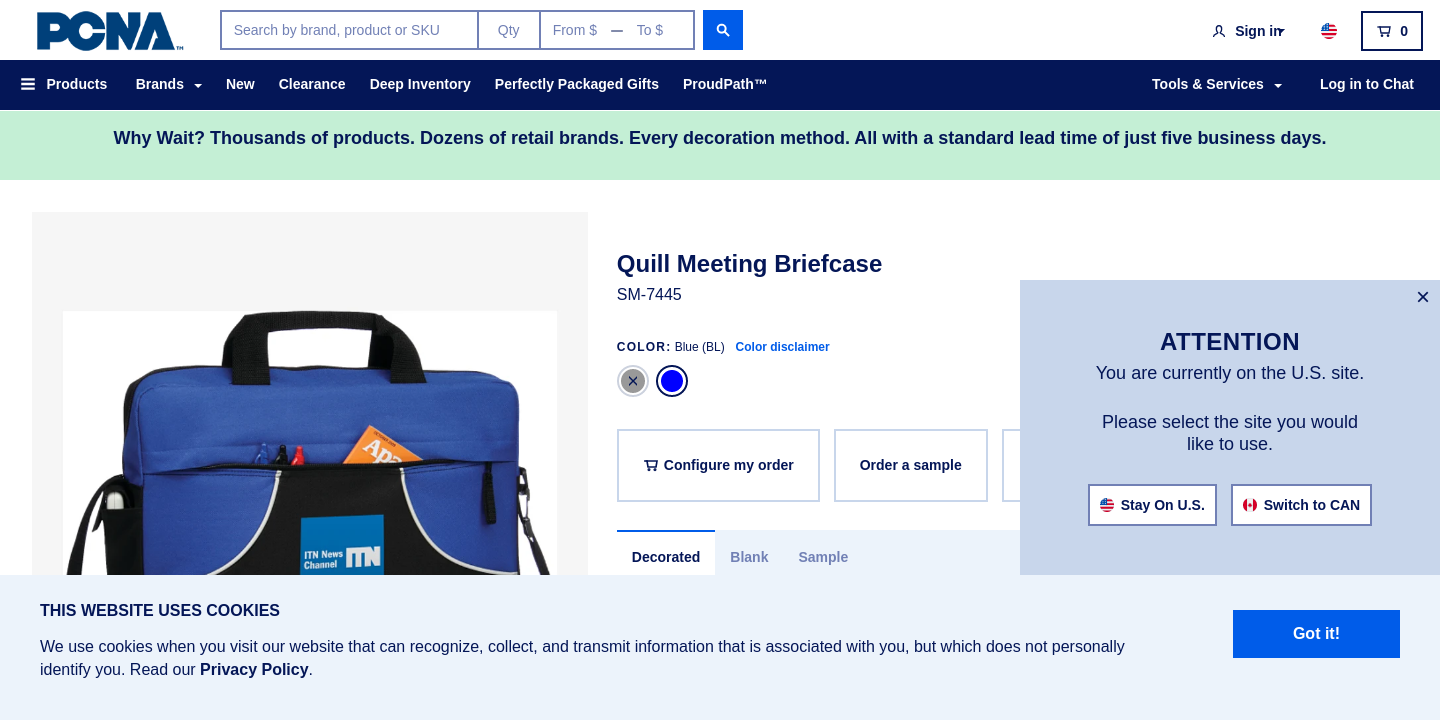 PCNA™
Search by brand, product or SKU
Qty
From $ — To $
Sign in
0
Products
Brands
New
Clearance
Deep Inventory
Perfectly Packaged Gifts
ProudPath™
Tools & Services
Log in to Chat
Why Wait? Thousands of products. Dozens of retail brands. Every decoration method. All with a standard lead time of just five business days.
Quill Meeting Briefcase
SM-7445
COLOR: Blue (BL) Color disclaimer
Configure my order
Order a sample
Decorated
Blank
Sample
ITN News
Channel
ITN
ATTENTION
You are currently on the U.S. site.
Please select the site you would
like to use.
Stay On U.S.
Switch to CAN
THIS WEBSITE USES COOKIES
We use cookies when you visit our website that can recognize, collect, and transmit information that is associated with you, but which does not personally
identify you. Read our Privacy Policy.
Got it!